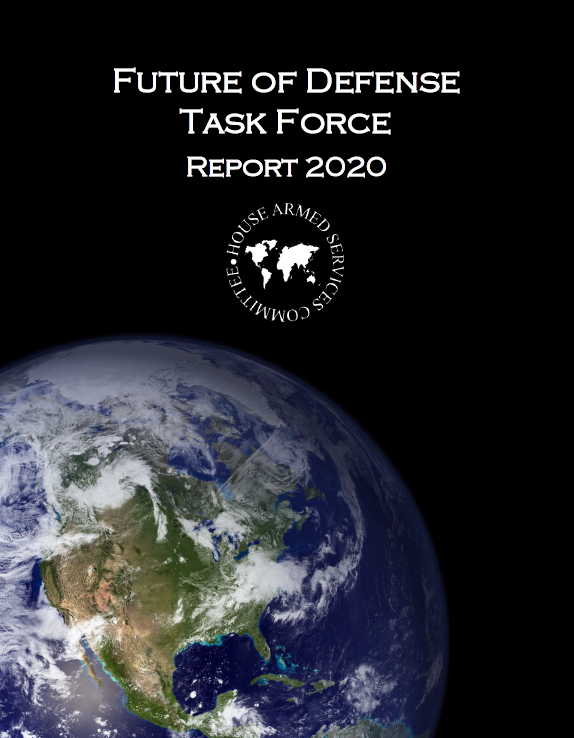 FUTURE OF DEFENSE
TASK FORCE
REPORT 2020
HOUSE ARMED SERVICES COMMITTEE •